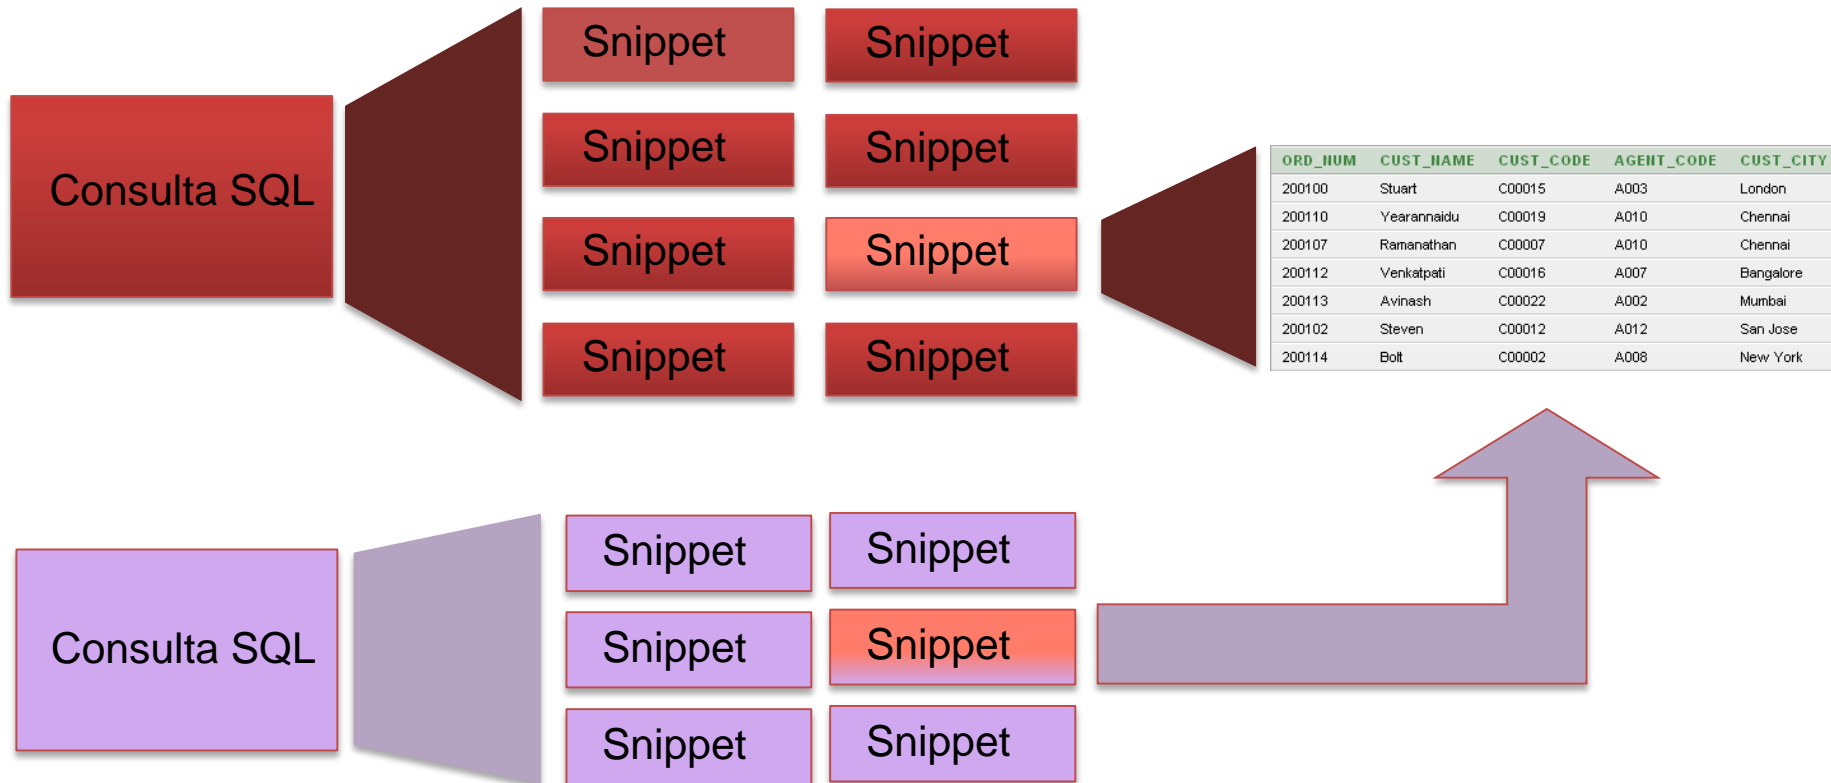 Snippet Snippet
Consulta SQL
Snippet Snippet
Snippet Snippet
Snippet Snippet
ORD_NUM CUST_NAME CUST_CODE AGENT_CODE CUST_CITY
200100 Stuart C00015 A003 London
200110 Yearannaidu C00019 A010 Chennai
200107 Ramanathan C00007 A010 Chennai
200112 Venkatpati C00016 A007 Bangalore
200113 Avinash C00022 A002 Mumbai
200102 Steven C00012 A012 San Jose
200114 Bolt C00002 A008 New York
Consulta SQL
Snippet Snippet
Snippet Snippet
Snippet Snippet